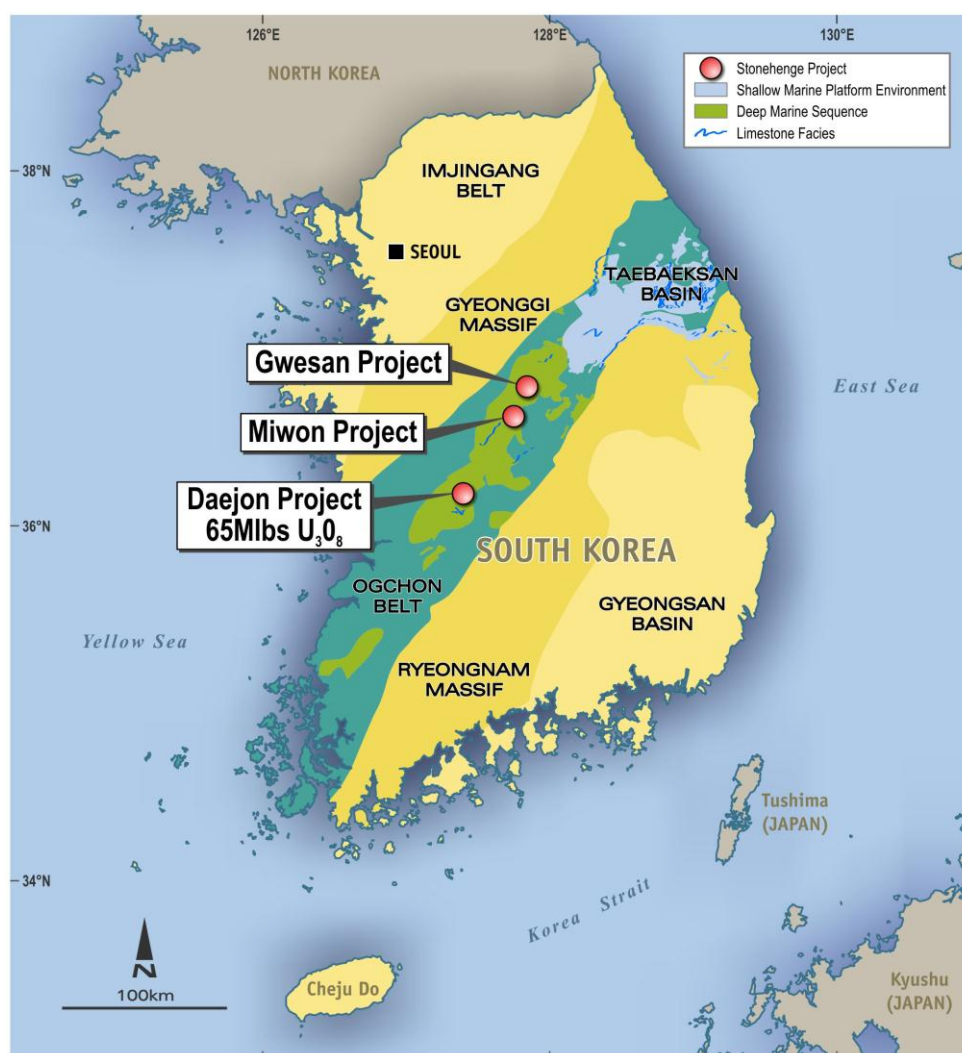 126°E
128°E
130°E
NORTH KOREA
Stonehenge Project
Shallow Marine Platform Environment
Deep Marine Sequence
Limestone Facies
38°N
IMJINGANG
BELT
SEOUL
TAEBAEKSAN
BASIN
GYEONGGI
MASSIF
Gwesan Project
East Sea
Miwon Project
Daejon Project
65Mlbs U₃0₈
36°N
SOUTH KOREA
OGCHON
BELT
GYEONGSAN
BASIN
Yellow Sea
RYEONGNAM
MASSIF
Tushima
(JAPAN)
34°N
Korea Strait
N
100km
Cheju Do
Kyushu
(JAPAN)